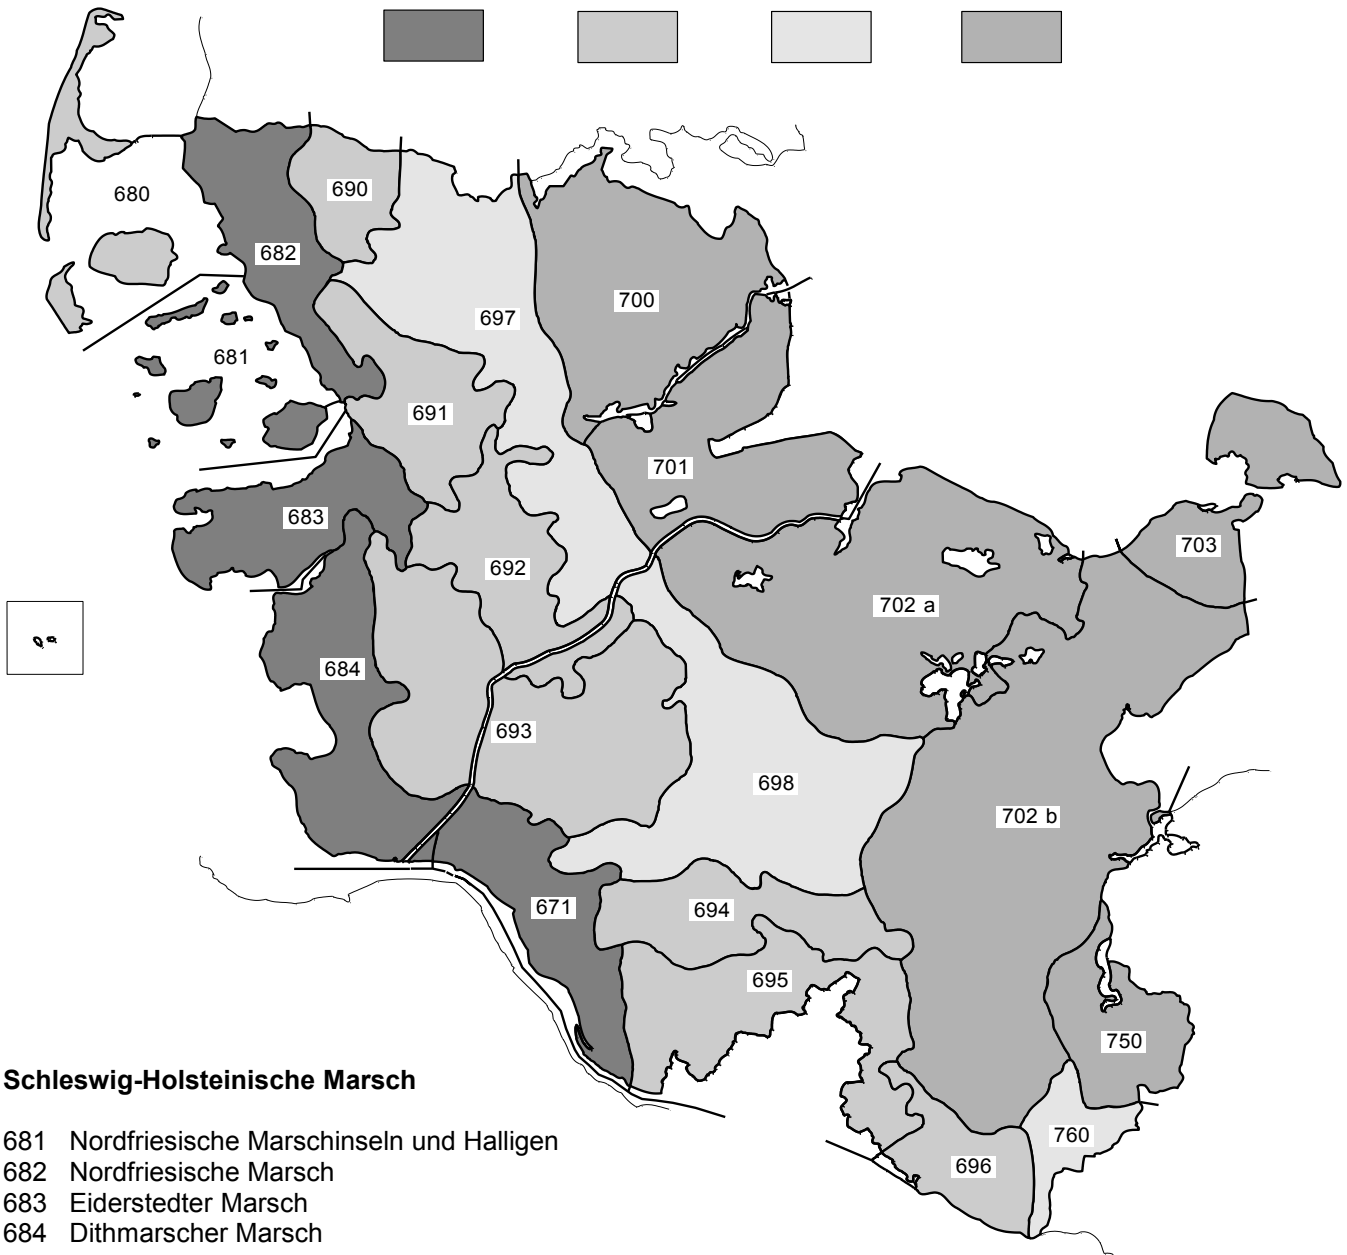 680
690
682
700
697
681
691
701
683
703
692
702 a
684
693
698
702 b
671
694
695
750
760
696
Schleswig-Holsteinische Marsch
681 Nordfriesische Marschinseln und Halligen
682 Nordfriesische Marsch
683 Eiderstedter Marsch
684 Dithmarscher Marsch